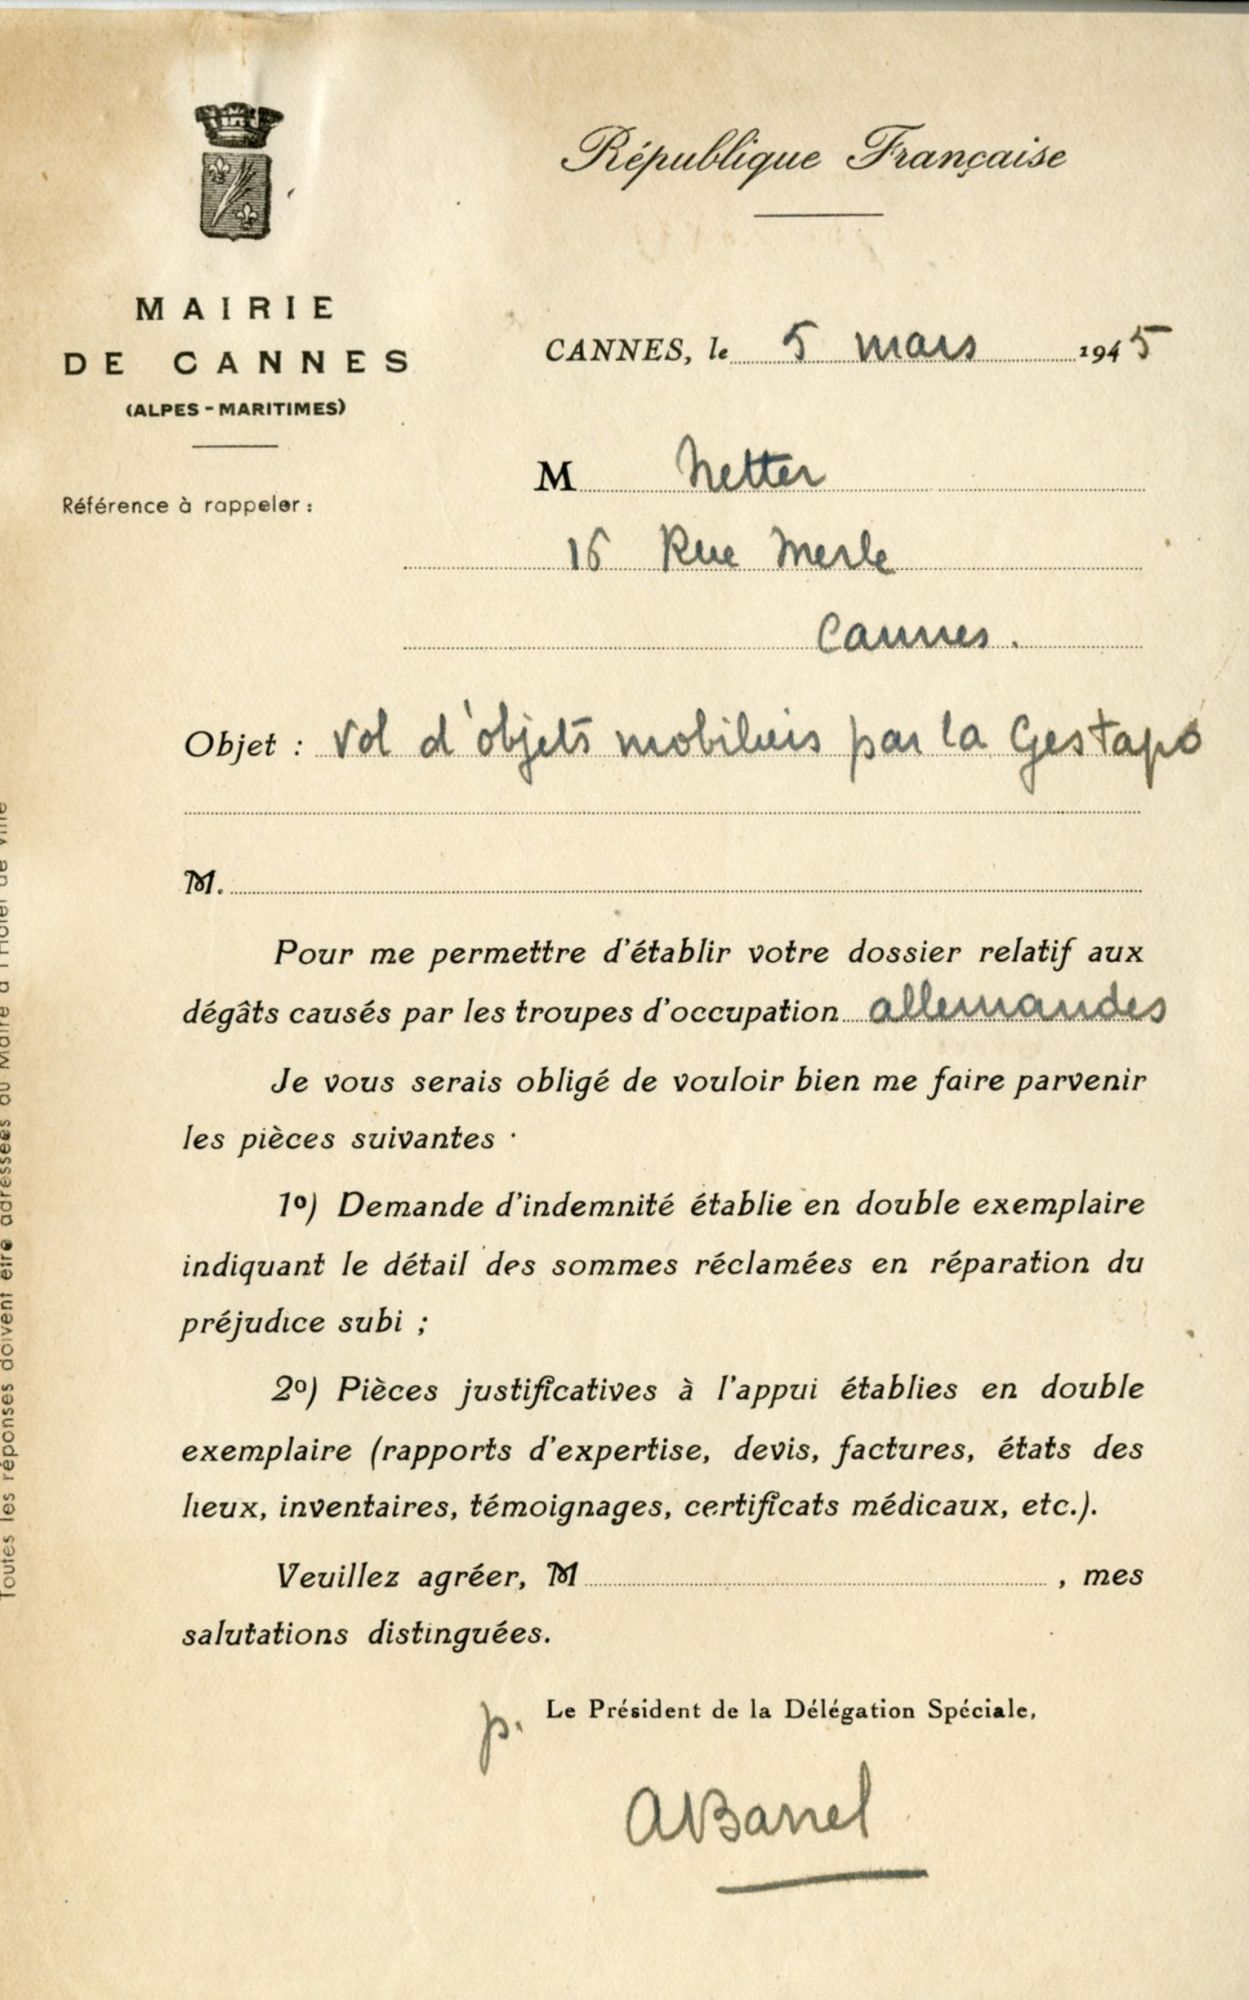 République Française
MAIRIE
DE CANNES
(ALPES-MARITIMES)
Référence à rappeler :
CANNES, le 5 mars 1945
M Netter
16 Rue Merle
Cannes.
Objet : Vol d'objets mobiliers par la Gestapo
M.
Pour me permettre d'établir votre dossier relatif aux
dégâts causés par les troupes d'occupation allemandes
Je vous serais obligé de vouloir bien me faire parvenir
les pièces suivantes ·
1º) Demande d'indemnité établie en double exemplaire
indiquant le détail des sommes réclamées en réparation du
préjudice subi ;
2º) Pièces justificatives à l'appui établies en double
exemplaire (rapports d'expertise, devis, factures, états des
lieux, inventaires, témoignages, certificats médicaux, etc.).
Veuillez agréer, M , mes
salutations distinguées.
p. Le Président de la Délégation Spéciale,
Toutes les réponses doivent être adressées au Maire à l'Hôtel de Ville